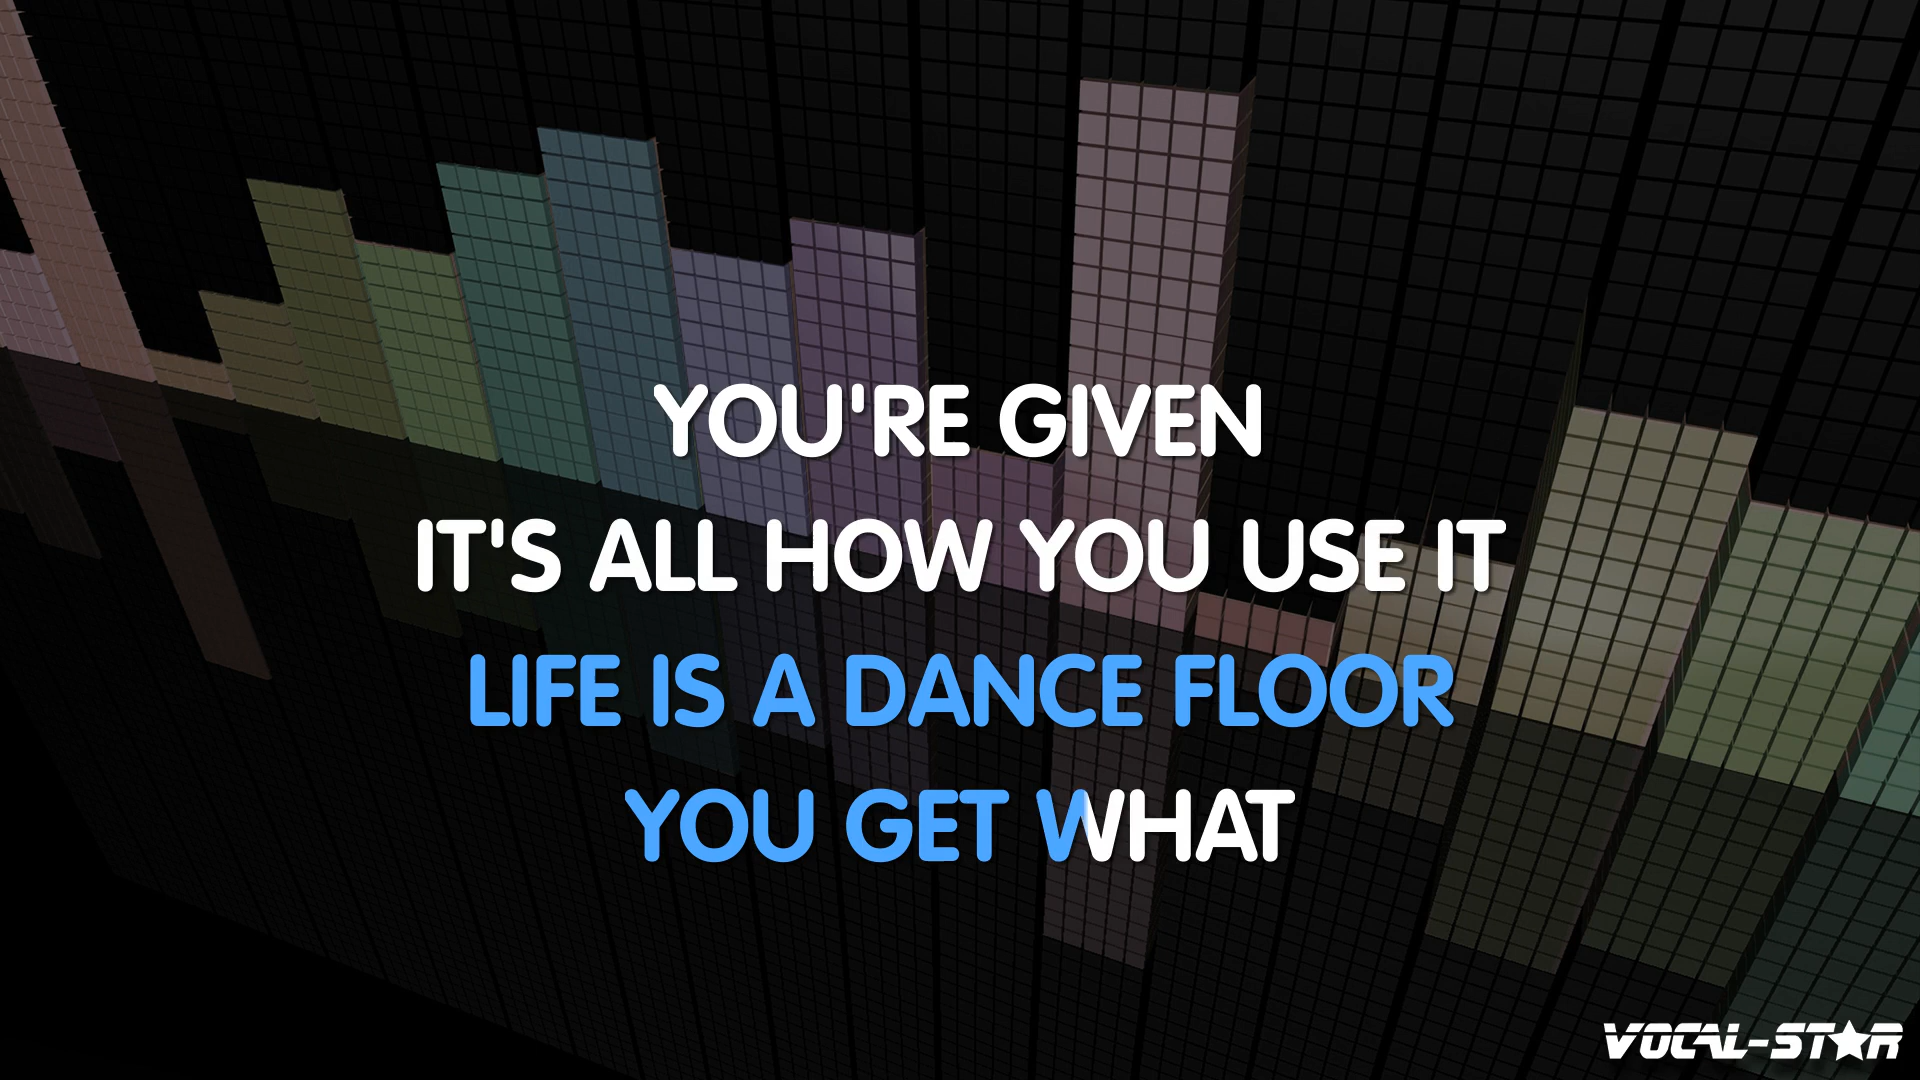 YOU'RE GIVEN
IT'S ALL HOW YOU USE IT
LIFE IS A DANCE FLOOR
YOU GET WHAT
VOCAL-STAR